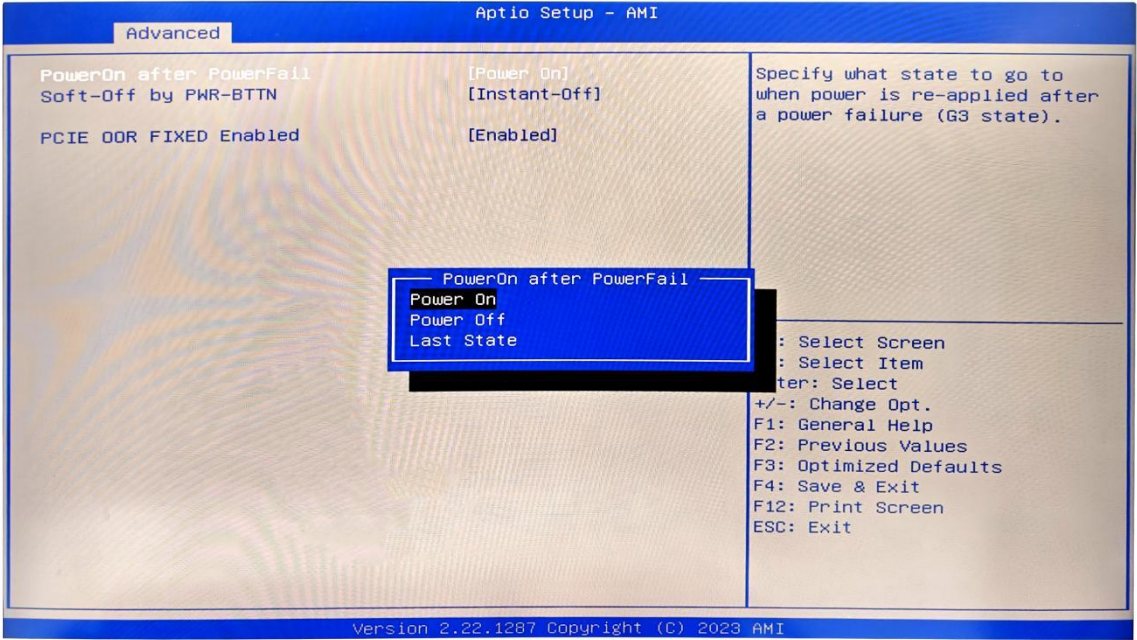 Aptio Setup – AMI
Advanced
PowerOn after PowerFail [Power On]
Soft-Off by PWR-BTTN [Instant-Off]
PCIE OOR FIXED Enabled [Enabled]
Specify what state to go to
when power is re-applied after
a power failure (G3 state).
PowerOn after PowerFail
Power On
Power Off
Last State
: Select Screen
: Select Item
ter: Select
+/-: Change Opt.
F1: General Help
F2: Previous Values
F3: Optimized Defaults
F4: Save & Exit
F12: Print Screen
ESC: Exit
Version 2.22.1287 Copyright (C) 2023 AMI